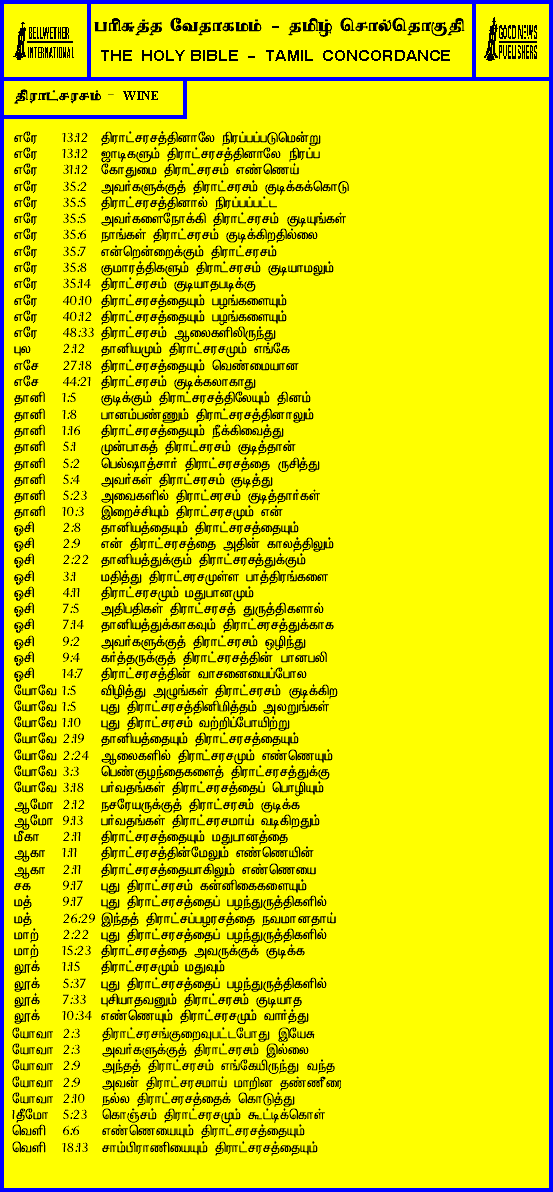 BELLWETHER
INTERNATIONAL
பரிசுத்த வேதாகமம் - தமிழ் சொல்தொகுதி
THE HOLY BIBLE - TAMIL CONCORDANCE
GOOD NEWS
PUBLISHERS
திராட்சரசம் - WINE
எரே 13:12 திராட்சரசத்தினாலே நிரப்பப்படுமென்று
எரே 13:12 ஜாடிகளும் திராட்சரசத்தினாலே நிரப்ப
எரே 31:12 கோதுமை திராட்சரசம் எண்ணெய்
எரே 35:2 அவர்களுக்குத் திராட்சரசம் குடிக்கக்கொடு
எரே 35:5 திராட்சரசத்தினால் நிரப்பப்பட்ட
எரே 35:5 அவர்களைநோக்கி திராட்சரசம் குடியுங்கள்
எரே 35:6 நாங்கள் திராட்சரசம் குடிக்கிறதில்லை
எரே 35:7 என்றென்றைக்கும் திராட்சரசம்
எரே 35:8 குமாரத்திகளும் திராட்சரசம் குடியாமலும்
எரே 35:14 திராட்சரசம் குடியாதபடிக்கு
எரே 40:10 திராட்சரசத்தையும் பழங்களையும்
எரே 40:12 திராட்சரசத்தையும் பழங்களையும்
எரே 48:33 திராட்சரசம் ஆலைகளிலிருந்து
புல 2:12 தானியமும் திராட்சரசமும் எங்கே
எசே 27:18 திராட்சரசத்தையும் வெண்மையான
எசே 44:21 திராட்சரசம் குடிக்கலாகாது
தானி 1:5 குடிக்கும் திராட்சரசத்திலேயும் தினம்
தானி 1:8 பானம்பண்ணும் திராட்சரசத்தினாலும்
தானி 1:16 திராட்சரசத்தையும் நீக்கிவைத்து
தானி 5:1 முன்பாகத் திராட்சரசம் குடித்தான்
தானி 5:2 பெல்ஷாத்சார் திராட்சரசத்தை ருசித்து
தானி 5:4 அவர்கள் திராட்சரசம் குடித்து
தானி 5:23 அவைகளில் திராட்சரசம் குடித்தார்கள்
தானி 10:3 இறைச்சியும் திராட்சரசமும் என்
ஓசி 2:8 தானியத்தையும் திராட்சரசத்தையும்
ஓசி 2:9 என் திராட்சரசத்தை அதின் காலத்திலும்
ஓசி 2:22 தானியத்துக்கும் திராட்சரசத்துக்கும்
ஓசி 3:1 மதித்து திராட்சரசமுள்ள பாத்திரங்களை
ஓசி 4:11 திராட்சரசமும் மதுபானமும்
ஓசி 7:5 அதிபதிகள் திராட்சரசத் துருத்திகளால்
ஓசி 7:14 தானியத்துக்காகவும் திராட்சரசத்துக்காக
ஓசி 9:2 அவர்களுக்குத் திராட்சரசம் ஒழிந்து
ஓசி 9:4 கர்த்தருக்குத் திராட்சரசத்தின் பானபலி
ஓசி 14:7 திராட்சரசத்தின் வாசனையைப்போல
யோவே 1:5 விழித்து அழுங்கள் திராட்சரசம் குடிக்கிற
யோவே 1:5 புது திராட்சரசத்தினிமித்தம் அலறுங்கள்
யோவே 1:10 புது திராட்சரசம் வற்றிப்போயிற்று
யோவே 2:19 தானியத்தையும் திராட்சரசத்தையும்
யோவே 2:24 ஆலைகளில் திராட்சரசமும் எண்ணெயும்
யோவே 3:3 பெண்குழந்தைகளைத் திராட்சரசத்துக்கு
யோவே 3:18 பர்வதங்கள் திராட்சரசத்தைப் பொழியும்
ஆமோ 2:12 நசரேயருக்குத் திராட்சரசம் குடிக்க
ஆமோ 9:13 பர்வதங்கள் திராட்சரசமாய் வடிகிறதும்
மீகா 2:11 திராட்சரசத்தையும் மதுபானத்தை
ஆகா 1:11 திராட்சரசத்தின்மேலும் எண்ணெயின்
ஆகா 2:11 திராட்சரசத்தையாகிலும் எண்ணெயை
சக 9:17 புது திராட்சரசம் கன்னிகைகளையும்
மத் 9:17 புது திராட்சரசத்தைப் பழந்துருத்திகளில்
மத் 26:29 இந்தத் திராட்சப்பழரசத்தை நவமானதாய்
மாற் 2:22 புது திராட்சரசத்தைப் பழந்துருத்திகளில்
மாற் 15:23 திராட்சரசத்தை அவருக்குக் குடிக்க
லூக் 1:15 திராட்சரசமும் மதுவும்
லூக் 5:37 புது திராட்சரசத்தைப் பழந்துருத்திகளில்
லூக் 7:33 புசியாதவனும் திராட்சரசம் குடியாத
லூக் 10:34 எண்ணெயும் திராட்சரசமும் வார்த்து
யோவா 2:3 திராட்சரசங்குறைவுபட்டபோது இயேசு
யோவா 2:3 அவர்களுக்குத் திராட்சரசம் இல்லை
யோவா 2:9 அந்தத் திராட்சரசம் எங்கேயிருந்து வந்த
யோவா 2:9 அவன் திராட்சரசமாய் மாறின தண்ணீரை
யோவா 2:10 நல்ல திராட்சரசத்தைக் கொடுத்து
1தீமோ 5:23 கொஞ்சம் திராட்சரசமும் கூட்டிக்கொள்
வெளி 6:6 எண்ணெயையும் திராட்சரசத்தையும்
வெளி 18:13 சாம்பிராணியையும் திராட்சரசத்தையும்